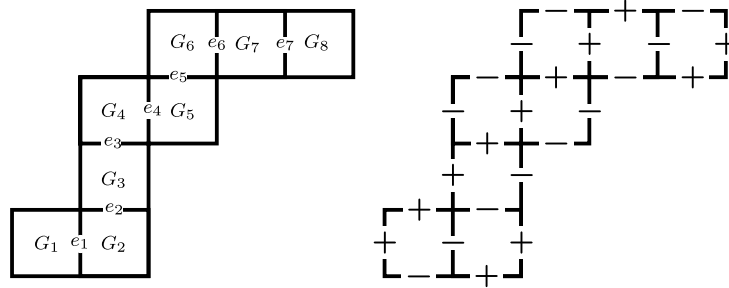 − + −
G₆ e₆ G₇ e₇ G₈ − + − +
e₅ − + − +
G₄ e₄ G₅ − + −
e₃ + −
G₃ + −
e₂ + −
G₁ e₁ G₂ + − +
− +